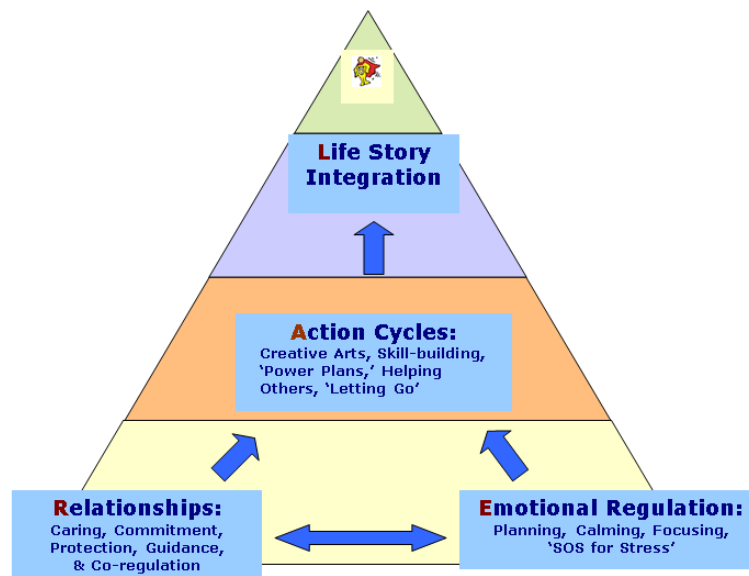 Life Story
Integration
Action Cycles:
Creative Arts, Skill-building,
‘Power Plans,’ Helping
Others, ‘Letting Go’
Relationships:
Caring, Commitment,
Protection, Guidance,
& Co-regulation
Emotional Regulation:
Planning, Calming, Focusing,
‘SOS for Stress’